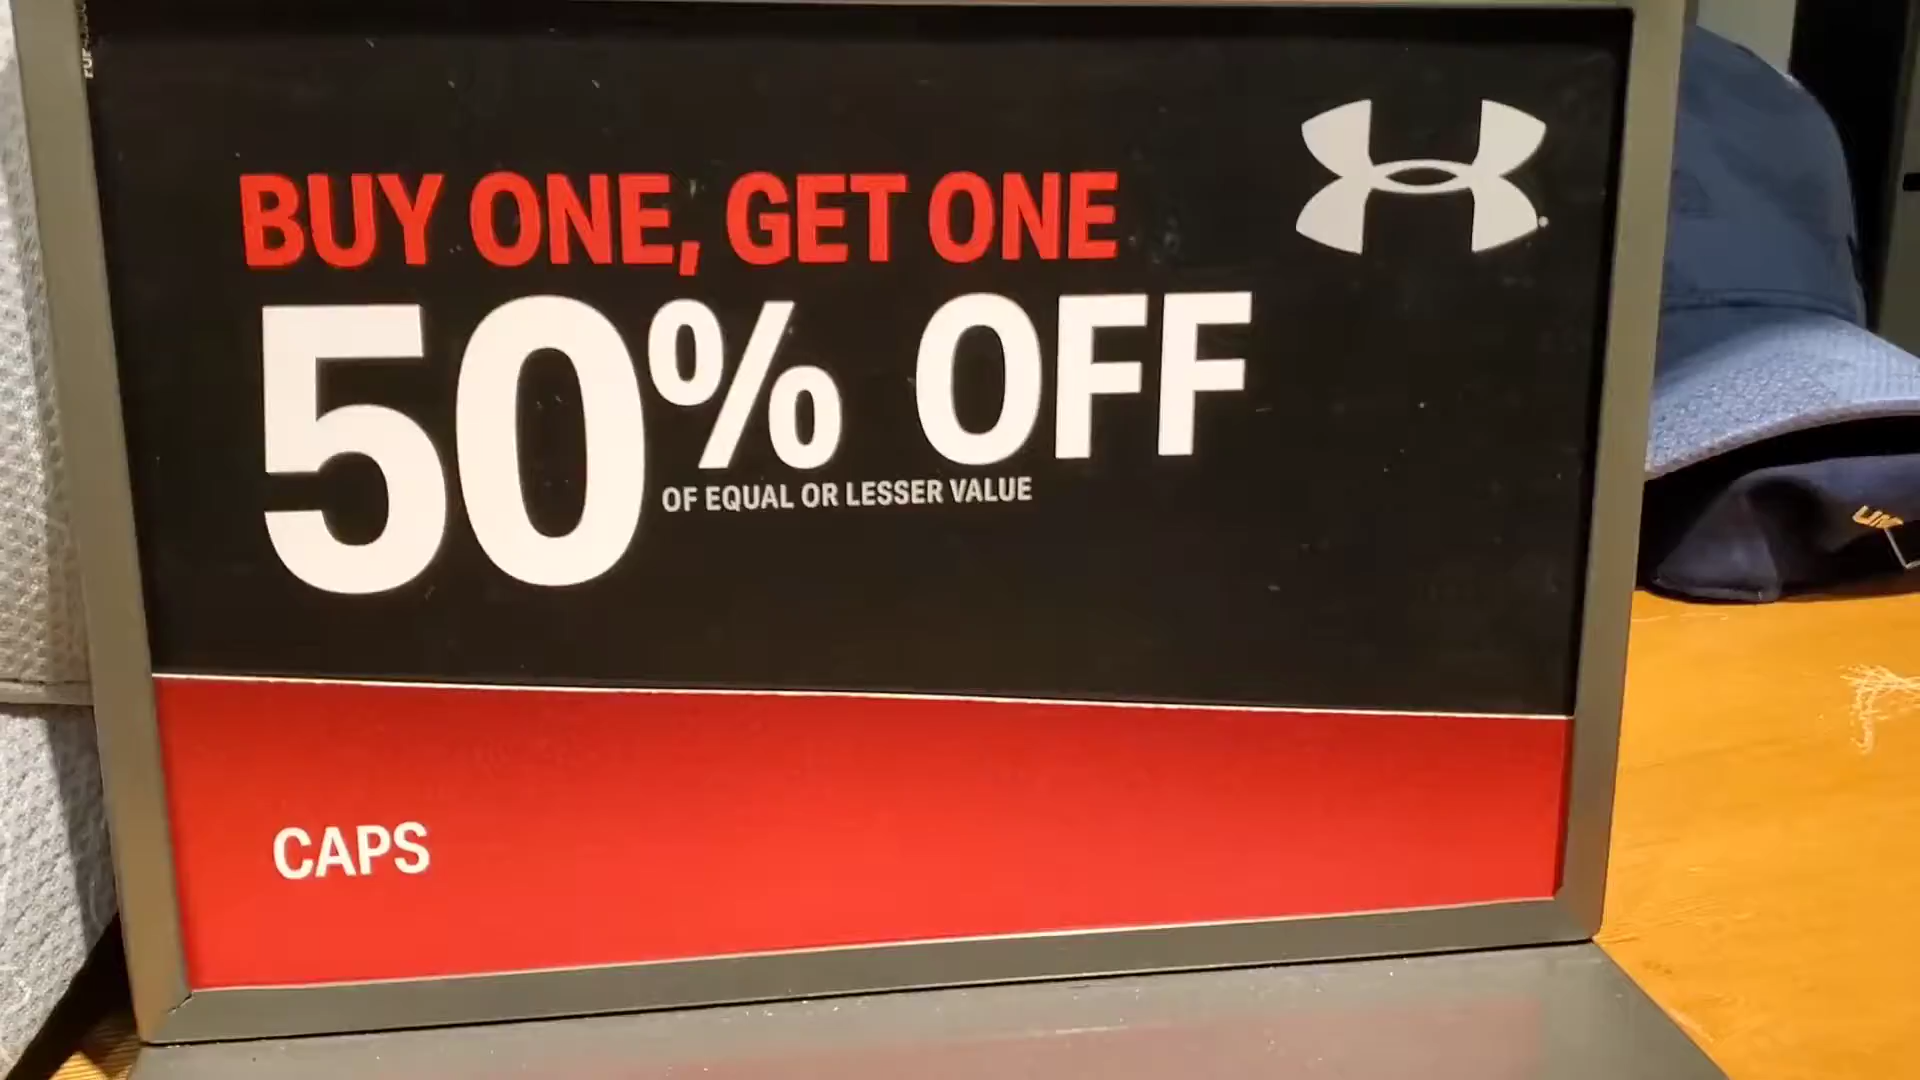 BUY ONE, GET ONE
50% OFF
OF EQUAL OR LESSER VALUE
CAPS